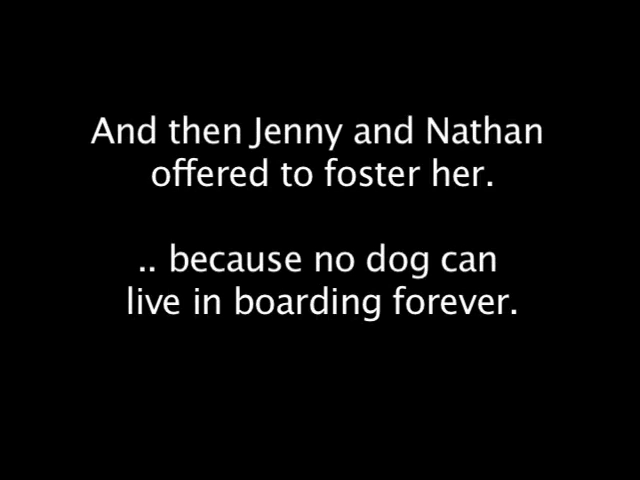 And then Jenny and Nathan
offered to foster her.
.. because no dog can
live in boarding forever.